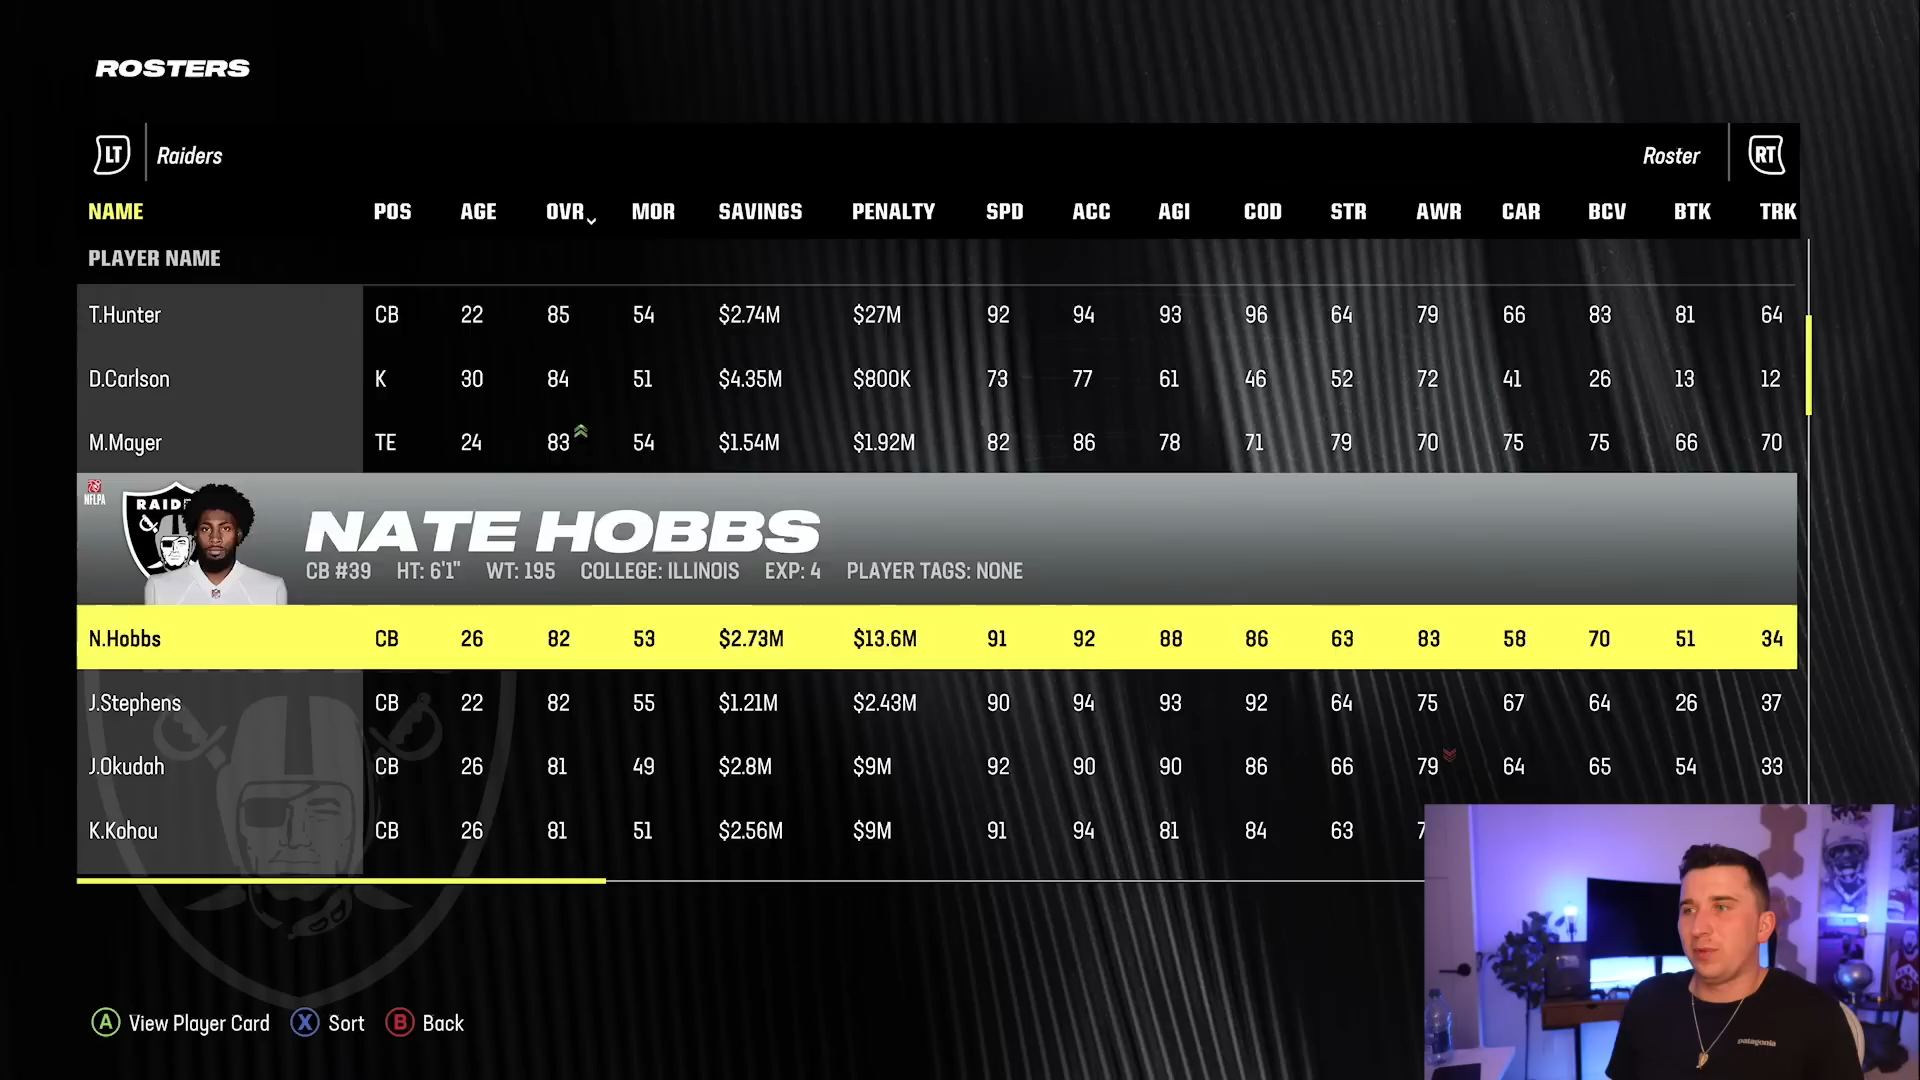 ROSTERS
LT Raiders Roster RT
NAME POS AGE OVR MOR SAVINGS PENALTY SPD ACC AGI COD STR AWR CAR BCV BTK TRK
PLAYER NAME
T.Hunter CB 22 85 54 $2.74M $27M 92 94 93 96 64 79 66 83 81 64
D.Carlson K 30 84 51 $4.35M $800K 73 77 61 46 52 72 41 26 13 12
M.Mayer TE 24 83 54 $1.54M $1.92M 82 86 78 71 79 70 75 75 66 70
NFLPA
NATE HOBBS
CB #39 HT: 6'1" WT: 195 COLLEGE: ILLINOIS EXP: 4 PLAYER TAGS: NONE
N.Hobbs CB 26 82 53 $2.73M $13.6M 91 92 88 86 63 83 58 70 51 34
J.Stephens CB 22 82 55 $1.21M $2.43M 90 94 93 92 64 75 67 64 26 37
J.Okudah CB 26 81 49 $2.8M $9M 92 90 90 86 66 79 64 65 54 33
K.Kohou CB 26 81 51 $2.56M $9M 91 94 81 84 63
patagonia
A View Player Card X Sort B Back